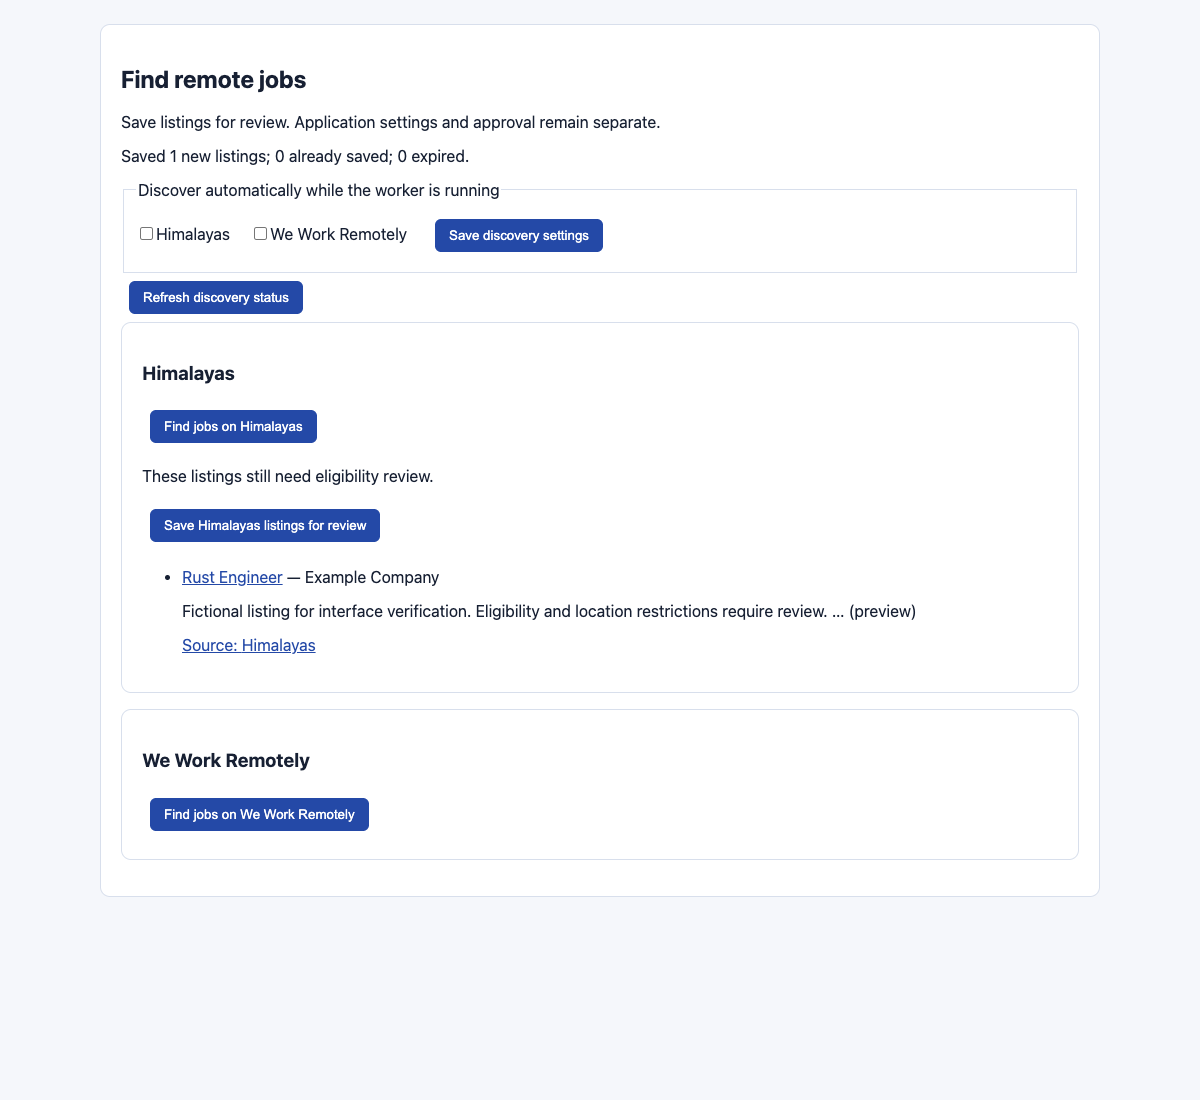 Find remote jobs
Save listings for review. Application settings and approval remain separate.
Saved 1 new listings; 0 already saved; 0 expired.
Discover automatically while the worker is running
Himalayas We Work Remotely Save discovery settings
Refresh discovery status
Himalayas
Find jobs on Himalayas
These listings still need eligibility review.
Save Himalayas listings for review
• Rust Engineer — Example Company
Fictional listing for interface verification. Eligibility and location restrictions require review. ... (preview)
Source: Himalayas
We Work Remotely
Find jobs on We Work Remotely